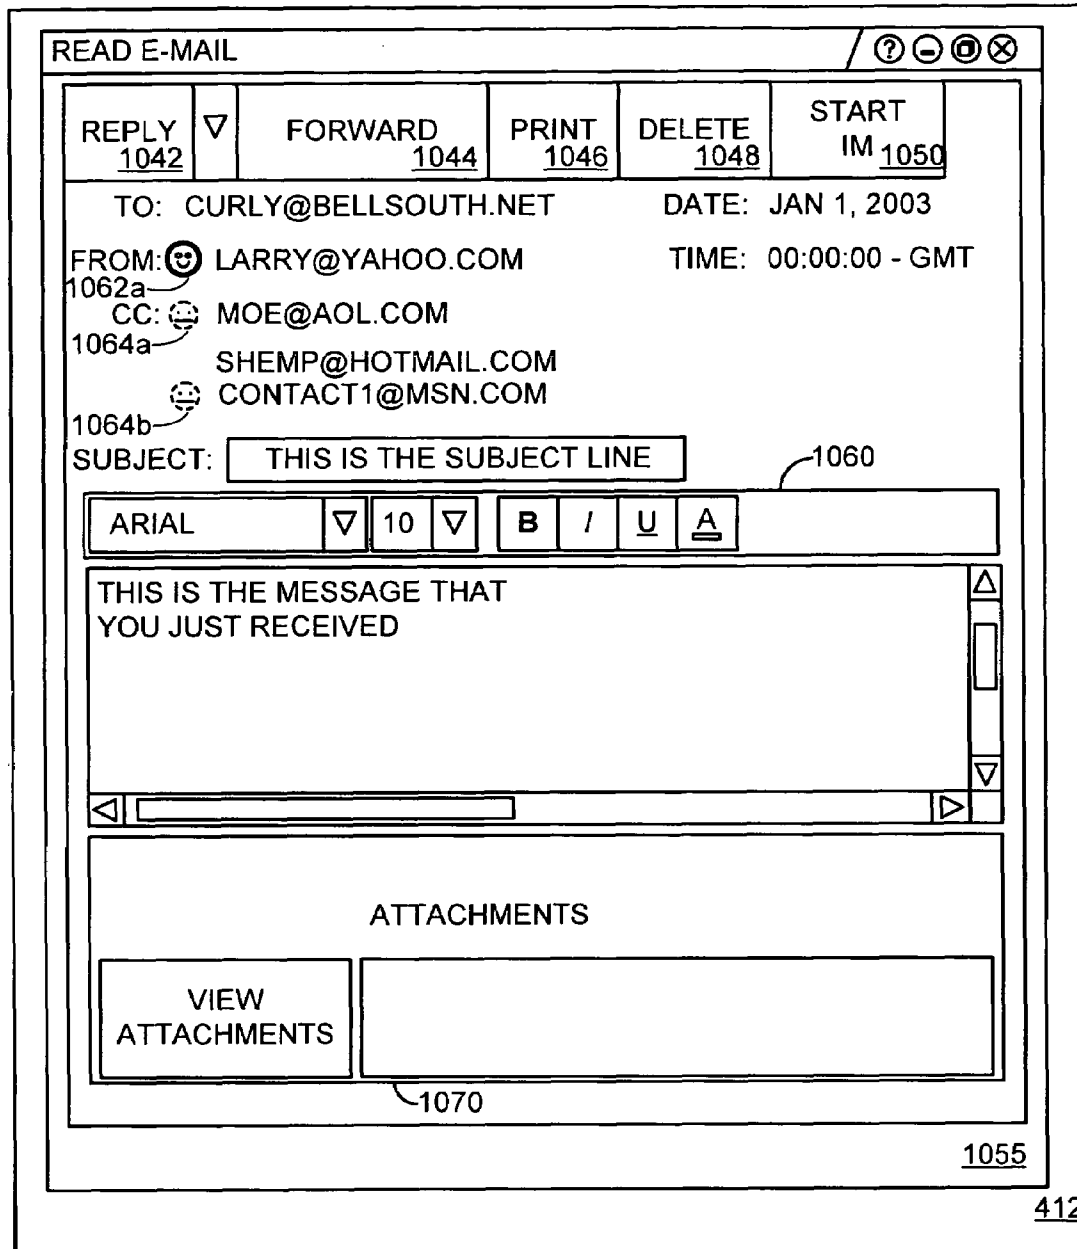 READ E-MAIL
REPLY 1042
FORWARD 1044
PRINT 1046
DELETE 1048
START IM 1050
TO: CURLY@BELLSOUTH.NET DATE: JAN 1, 2003
FROM: LARRY@YAHOO.COM TIME: 00:00:00 - GMT
1062a
CC: MOE@AOL.COM
1064a
SHEMP@HOTMAIL.COM
CONTACT1@MSN.COM
1064b
SUBJECT: THIS IS THE SUBJECT LINE
1060
ARIAL 10 B I U A
THIS IS THE MESSAGE THAT
YOU JUST RECEIVED
ATTACHMENTS
VIEW
ATTACHMENTS
1070
1055
412